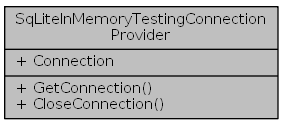 SqLiteInMemoryTestingConnection
Provider
+ Connection
+ GetConnection()
+ CloseConnection()